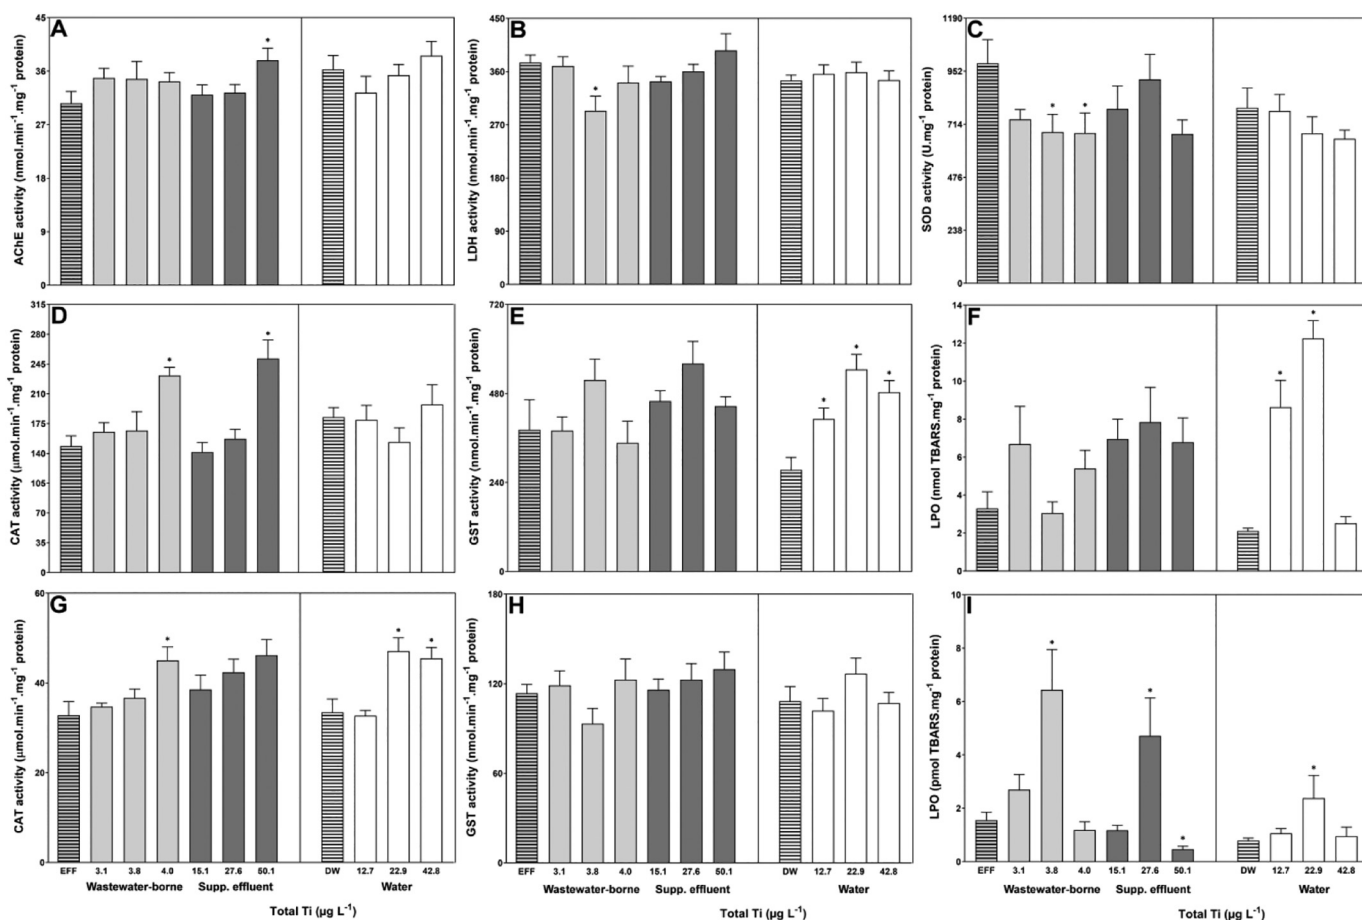 A
AChE activity (nmol.min⁻¹.mg⁻¹ protein)
45
36
27
18
9
0
*
B
LDH activity (nmol.min⁻¹.mg⁻¹ protein)
450
360
270
180
90
0
*
C
SOD activity (U.mg⁻¹ protein)
1190
952
714
476
238
0
* *
D
CAT activity (µmol.min⁻¹.mg⁻¹ protein)
315
280
245
210
175
140
105
70
35
0
* *
E
GST activity (nmol.min⁻¹.mg⁻¹ protein)
720
480
240
0
* * *
F
LPO (nmol TBARS.mg⁻¹ protein)
14
12
10
8
6
4
2
0
* *
G
CAT activity (µmol.min⁻¹.mg⁻¹ protein)
60
40
20
0
* * *
EFF 3.1 3.8 4.0 15.1 27.6 50.1 DW 12.7 22.9 42.8
Wastewater-borne Supp. effluent Water
Total Ti (µg L⁻¹)
H
GST activity (nmol.min⁻¹.mg⁻¹ protein)
180
120
60
0
EFF 3.1 3.8 4.0 15.1 27.6 50.1 DW 12.7 22.9 42.8
Wastewater-borne Supp. effluent Water
Total Ti (µg L⁻¹)
I
LPO (pmol TBARS.mg⁻¹ protein)
10
8
6
4
2
0
* * * *
EFF 3.1 3.8 4.0 15.1 27.6 50.1 DW 12.7 22.9 42.8
Wastewater-borne Supp. effluent Water
Total Ti (µg L⁻¹)